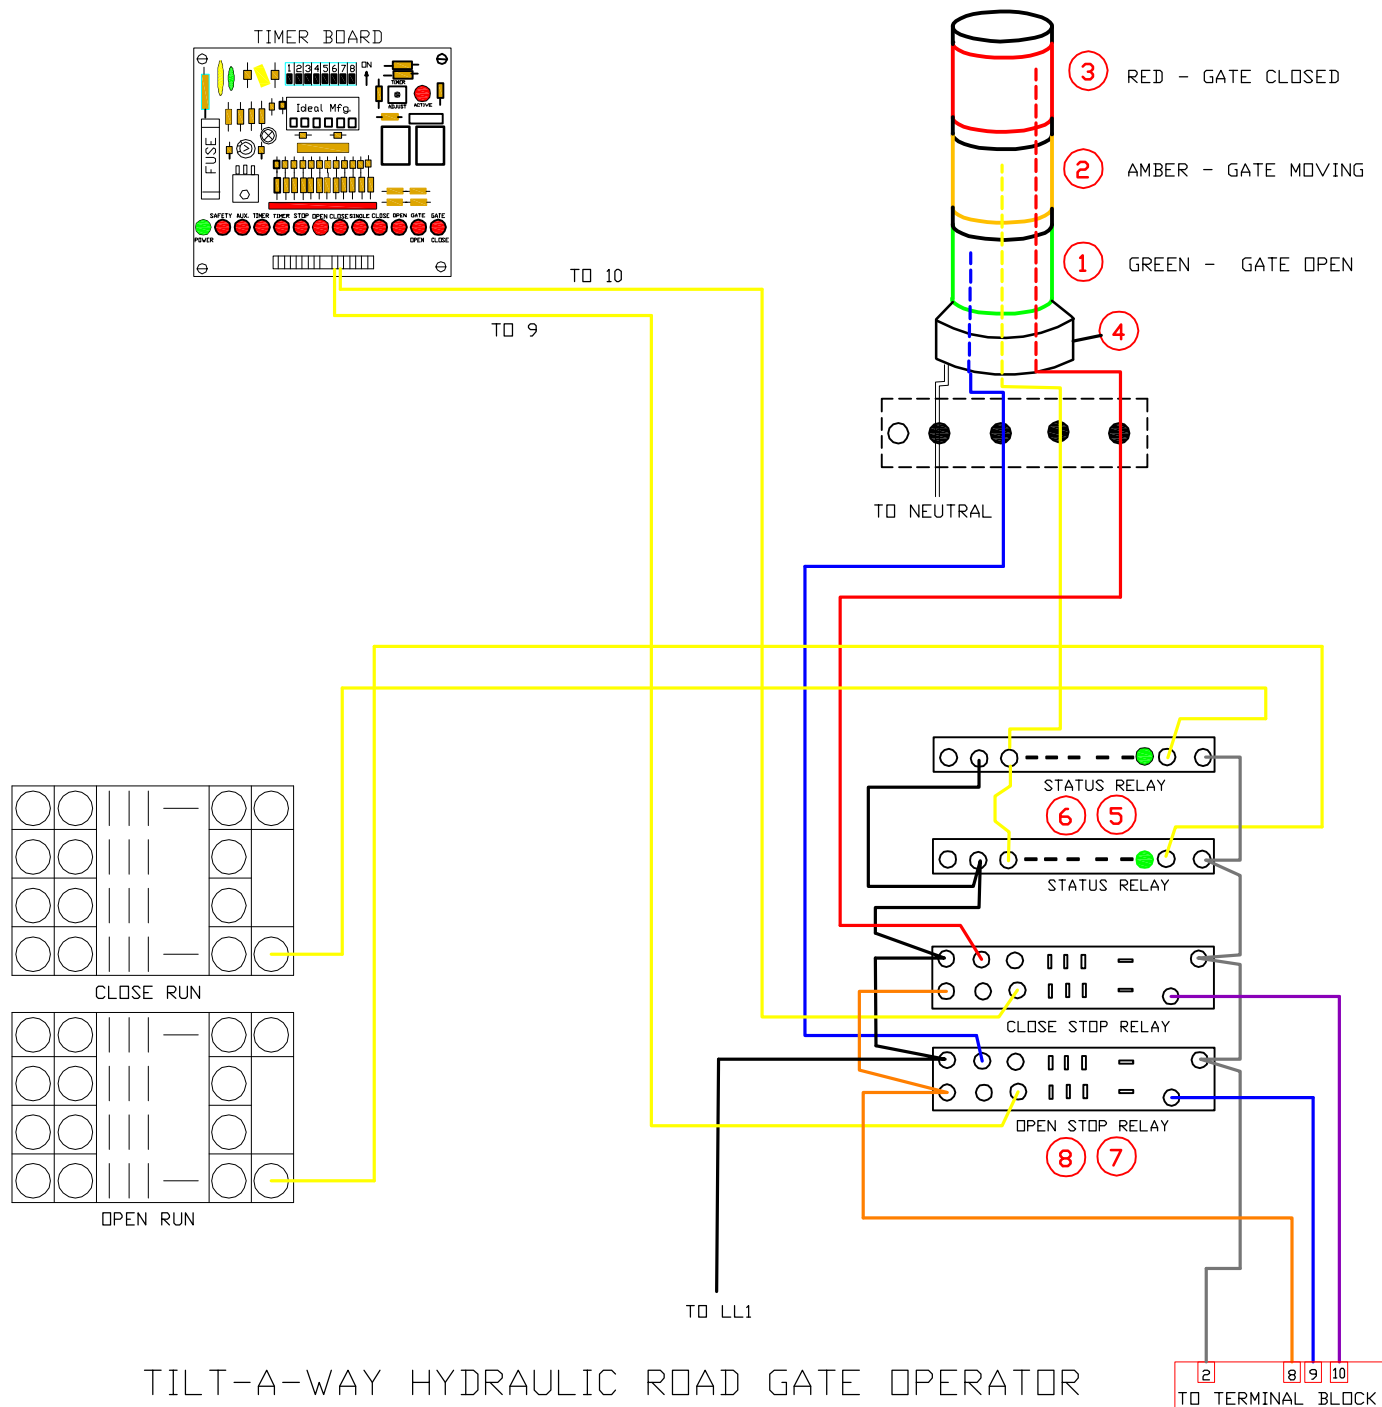 TIMER BOARD
1 2 3 4 5 6 7 8
ON
TIMER
Ideal Mfg.
ADJUST
ACTIVE
FUSE
SAFETY AUX. TIMER TIMER STOP OPEN CLOSE SINGLE CLOSE OPEN GATE GATE
POWER
OPEN CLOSE
TO 10
TO 9
3 RED - GATE CLOSED
2 AMBER - GATE MOVING
1 GREEN - GATE OPEN
4
TO NEUTRAL
STATUS RELAY
6 5
STATUS RELAY
CLOSE RUN
CLOSE STOP RELAY
OPEN STOP RELAY
8 7
OPEN RUN
TO LL1
2 8 9 10
TO TERMINAL BLOCK
TILT-A-WAY HYDRAULIC ROAD GATE OPERATOR